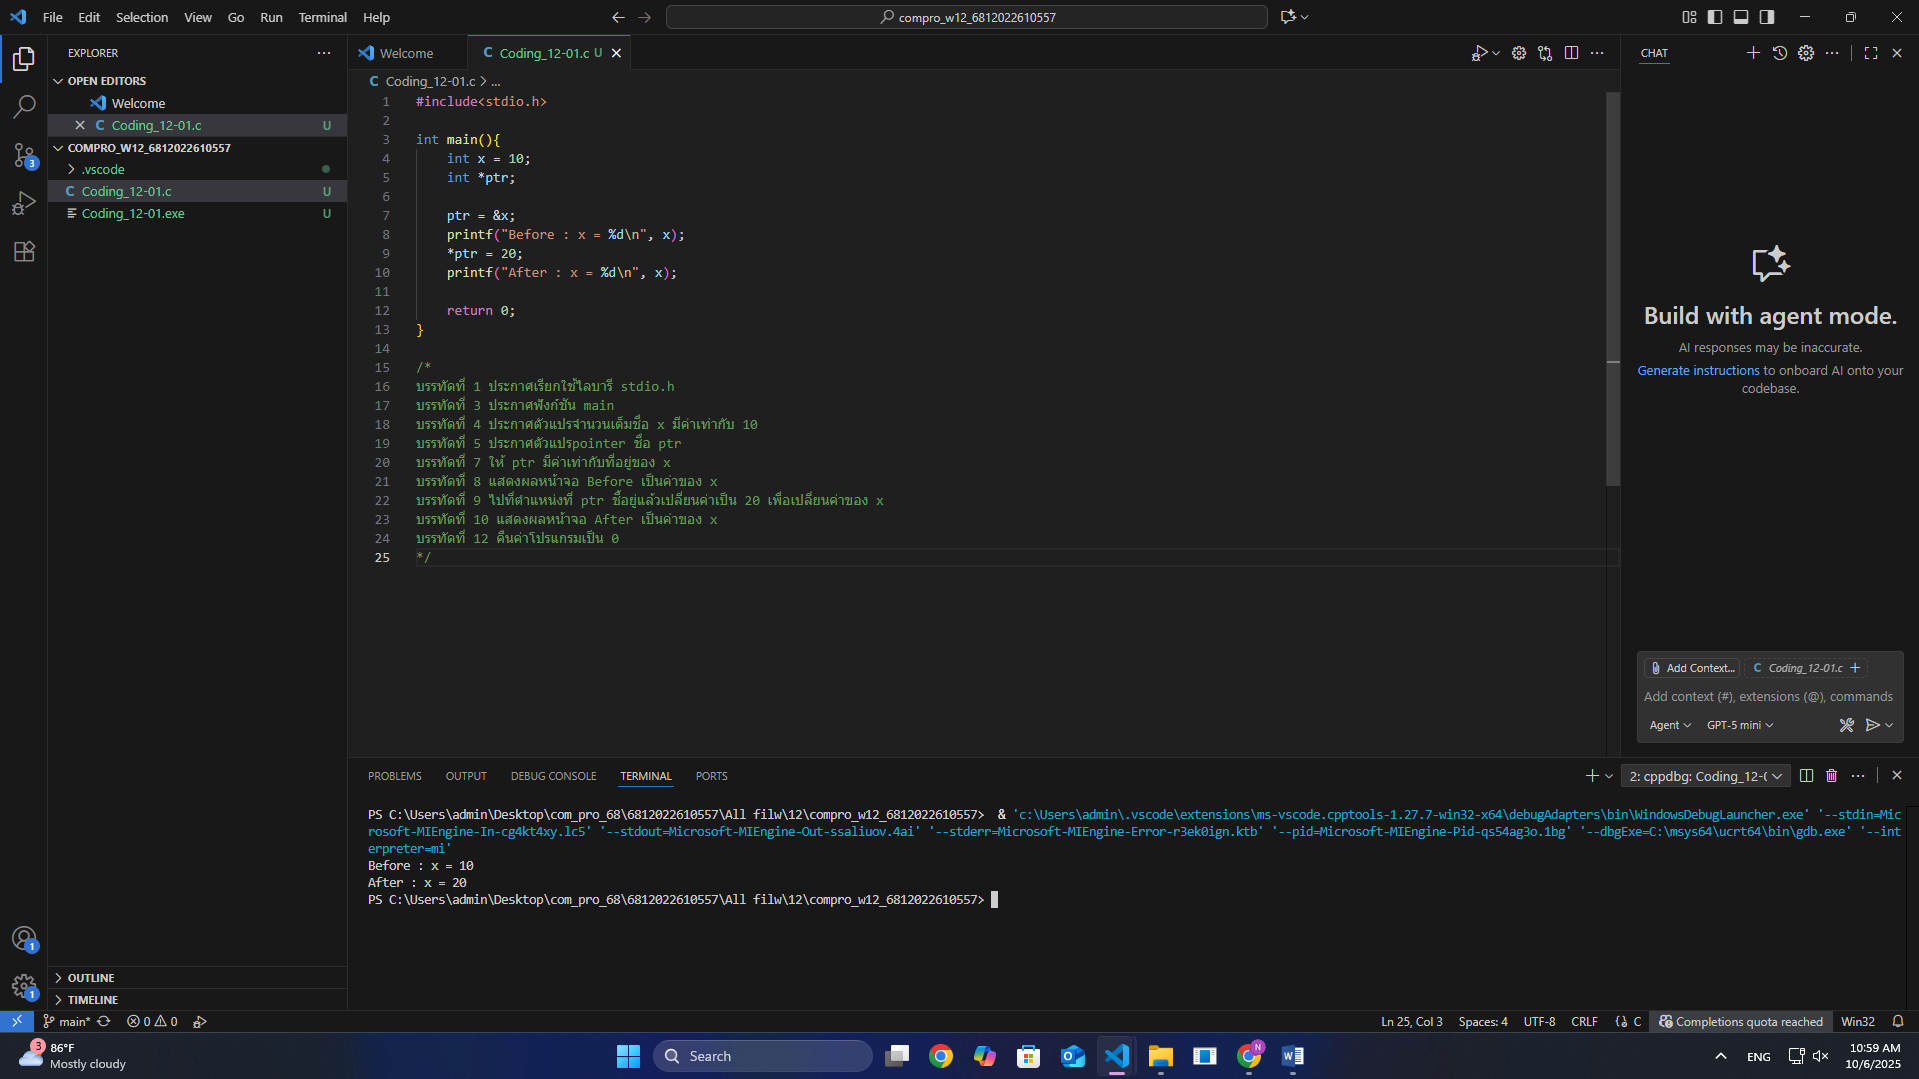 File Edit Selection View Go Run Terminal Help
compro_w12_6812022610557
EXPLORER
OPEN EDITORS
Welcome
Coding_12-01.c U
COMPRO_W12_6812022610557
.vscode
Coding_12-01.c U
Coding_12-01.exe U
3
1
1
OUTLINE
TIMELINE
Welcome
C Coding_12-01.c U
C Coding_12-01.c > ...
1 #include<stdio.h>
2
3 int main(){
4 int x = 10;
5 int *ptr;
6
7 ptr = &x;
8 printf("Before : x = %d\n", x);
9 *ptr = 20;
10 printf("After : x = %d\n", x);
11
12 return 0;
13 }
14
15 /*
16 บรรทัดที่ 1 ประกาศเรียกใช้ไลบารี stdio.h
17 บรรทัดที่ 3 ประกาศฟังก์ชัน main
18 บรรทัดที่ 4 ประกาศตัวแปรจำนวนเต็มชื่อ x มีค่าเท่ากับ 10
19 บรรทัดที่ 5 ประกาศตัวแปรpointer ชื่อ ptr
20 บรรทัดที่ 7 ให้ ptr มีค่าเท่ากับที่อยู่ของ x
21 บรรทัดที่ 8 แสดงผลหน้าจอ Before เป็นค่าของ x
22 บรรทัดที่ 9 ไปที่ตำแหน่งที่ ptr ชี้อยู่แล้วเปลี่ยนค่าเป็น 20 เพื่อเปลี่ยนค่าของ x
23 บรรทัดที่ 10 แสดงผลหน้าจอ After เป็นค่าของ x
24 บรรทัดที่ 12 คืนค่าโปรแกรมเป็น 0
25 */
CHAT
Build with agent mode.
AI responses may be inaccurate.
Generate instructions to onboard AI onto your
codebase.
Add Context... C Coding_12-01.c +
Add context (#), extensions (@), commands
Agent GPT-5 mini
PROBLEMS OUTPUT DEBUG CONSOLE TERMINAL PORTS
2: cppdbg: Coding_12-(
PS C:\Users\admin\Desktop\com_pro_68\6812022610557\All filw\12\compro_w12_6812022610557> & 'c:\Users\admin\.vscode\extensions\ms-vscode.cpptools-1.27.7-win32-x64\debugAdapters\bin\WindowsDebugLauncher.exe' '--stdin=Mic
rosoft-MIEngine-In-cg4kt4xy.lc5' '--stdout=Microsoft-MIEngine-Out-ssaliuov.4ai' '--stderr=Microsoft-MIEngine-Error-r3ek0ign.ktb' '--pid=Microsoft-MIEngine-Pid-qs54ag3o.1bg' '--dbgExe=C:\msys64\ucrt64\bin\gdb.exe' '--int
erpreter=mi'
Before : x = 10
After : x = 20
PS C:\Users\admin\Desktop\com_pro_68\6812022610557\All filw\12\compro_w12_6812022610557>
main* 0 0
Ln 25, Col 3 Spaces: 4 UTF-8 CRLF {} C Completions quota reached Win32
3
86°F
Mostly cloudy
Search
N
ENG
10:59 AM
10/6/2025